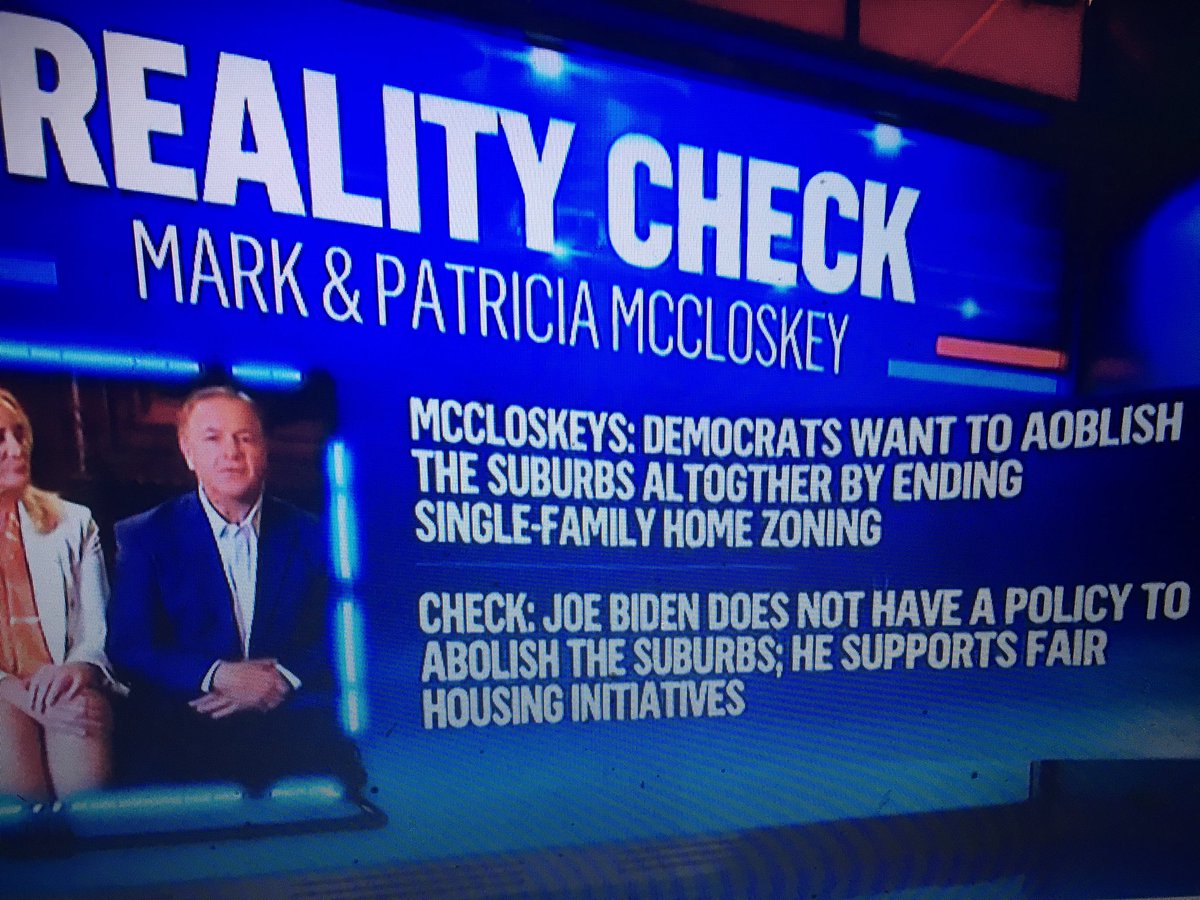 REALITY CHECK
MARK & PATRICIA MCCLOSKEY
MCCLOSKEYS: DEMOCRATS WANT TO AOBLISH
THE SUBURBS ALTOGTHER BY ENDING
SINGLE-FAMILY HOME ZONING
CHECK: JOE BIDEN DOES NOT HAVE A POLICY TO
ABOLISH THE SUBURBS; HE SUPPORTS FAIR
HOUSING INITIATIVES